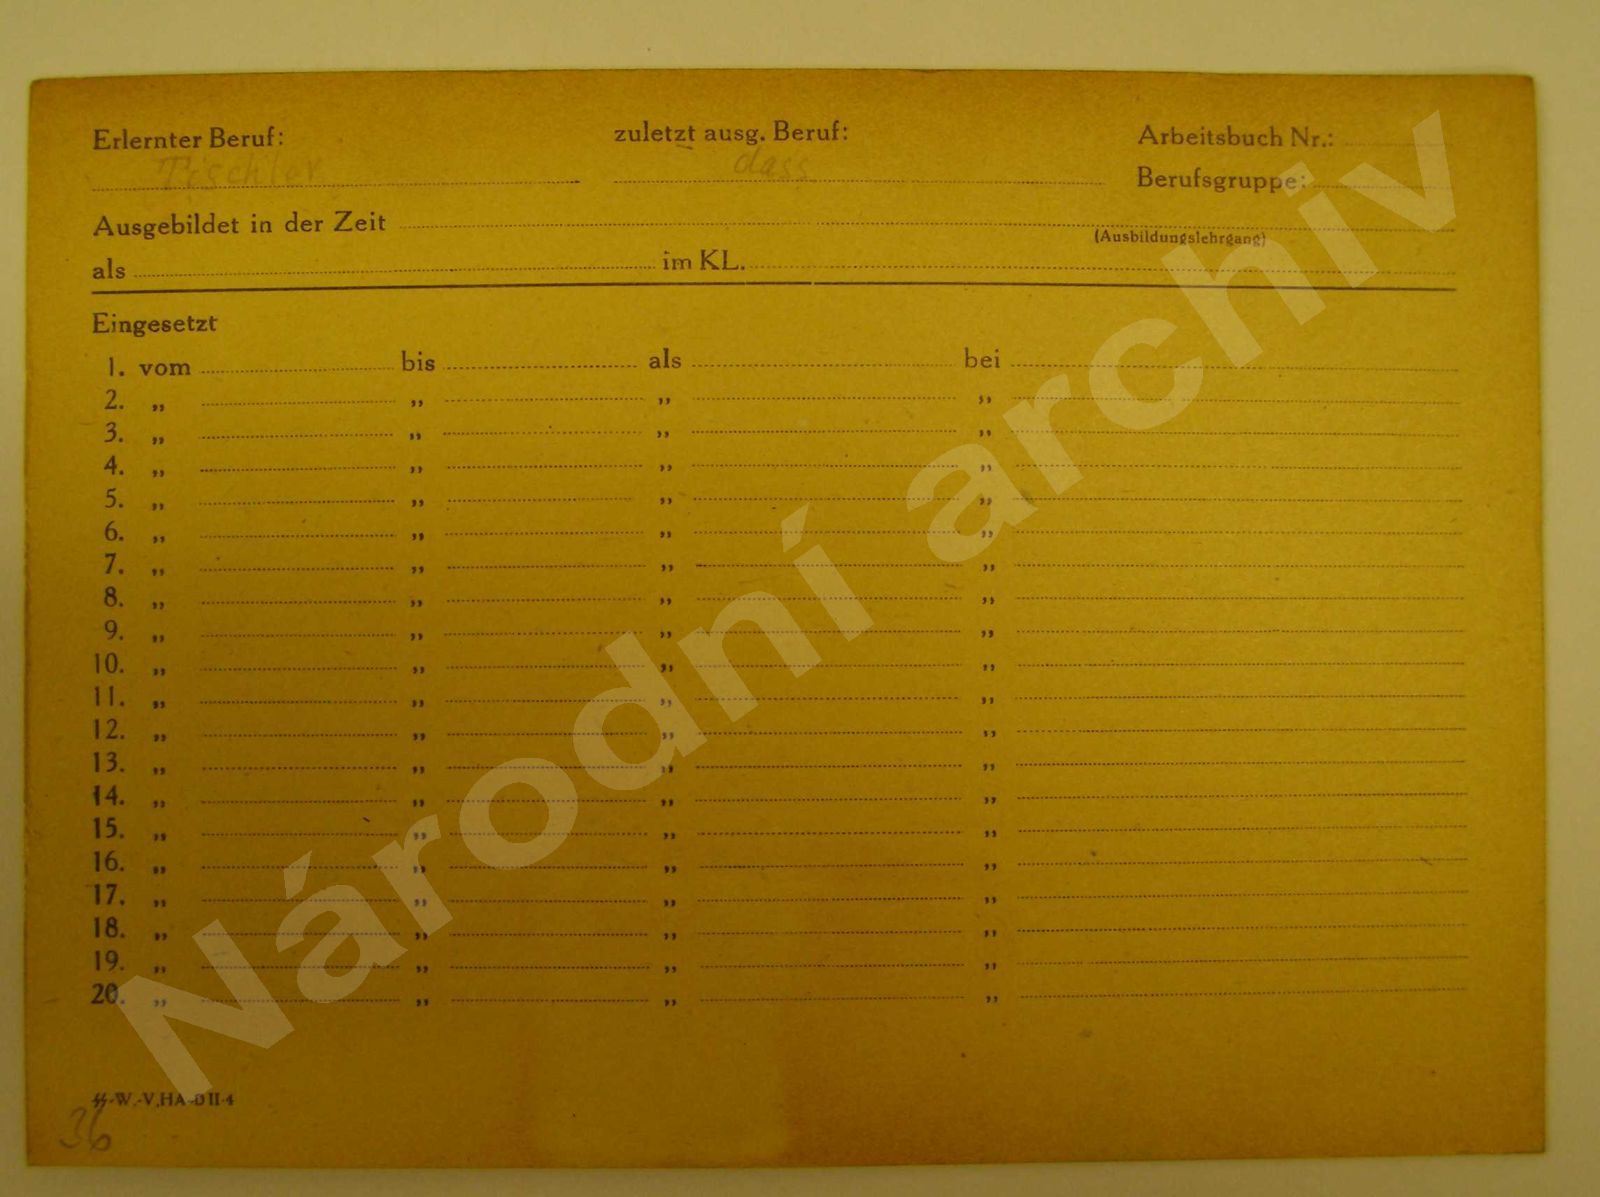 Erlernter Beruf: zuletzt ausg. Beruf: Arbeitsbuch Nr.:
Tischler dass
Berufsgruppe:
Ausgebildet in der Zeit
(Ausbildungslehrgang)
als im KL.
Eingesetzt
1. vom bis als bei
2. „ „ „ „
3. „ „ „ „
4. „ „ „ „
5. „ „ „ „
6. „ „ „ „
7. „ „ „ „
8. „ „ „ „
9. „ „ „ „
10. „ „ „ „
11. „ „ „ „
12. „ „ „ „
13. „ „ „ „
14. „ „ „ „
15. „ „ „ „
16. „ „ „ „
17. „ „ „ „
18. „ „ „ „
19. „ „ „ „
20. „ „ „ „
SS-W.-V.HA-D II-4
36
Národní archiv